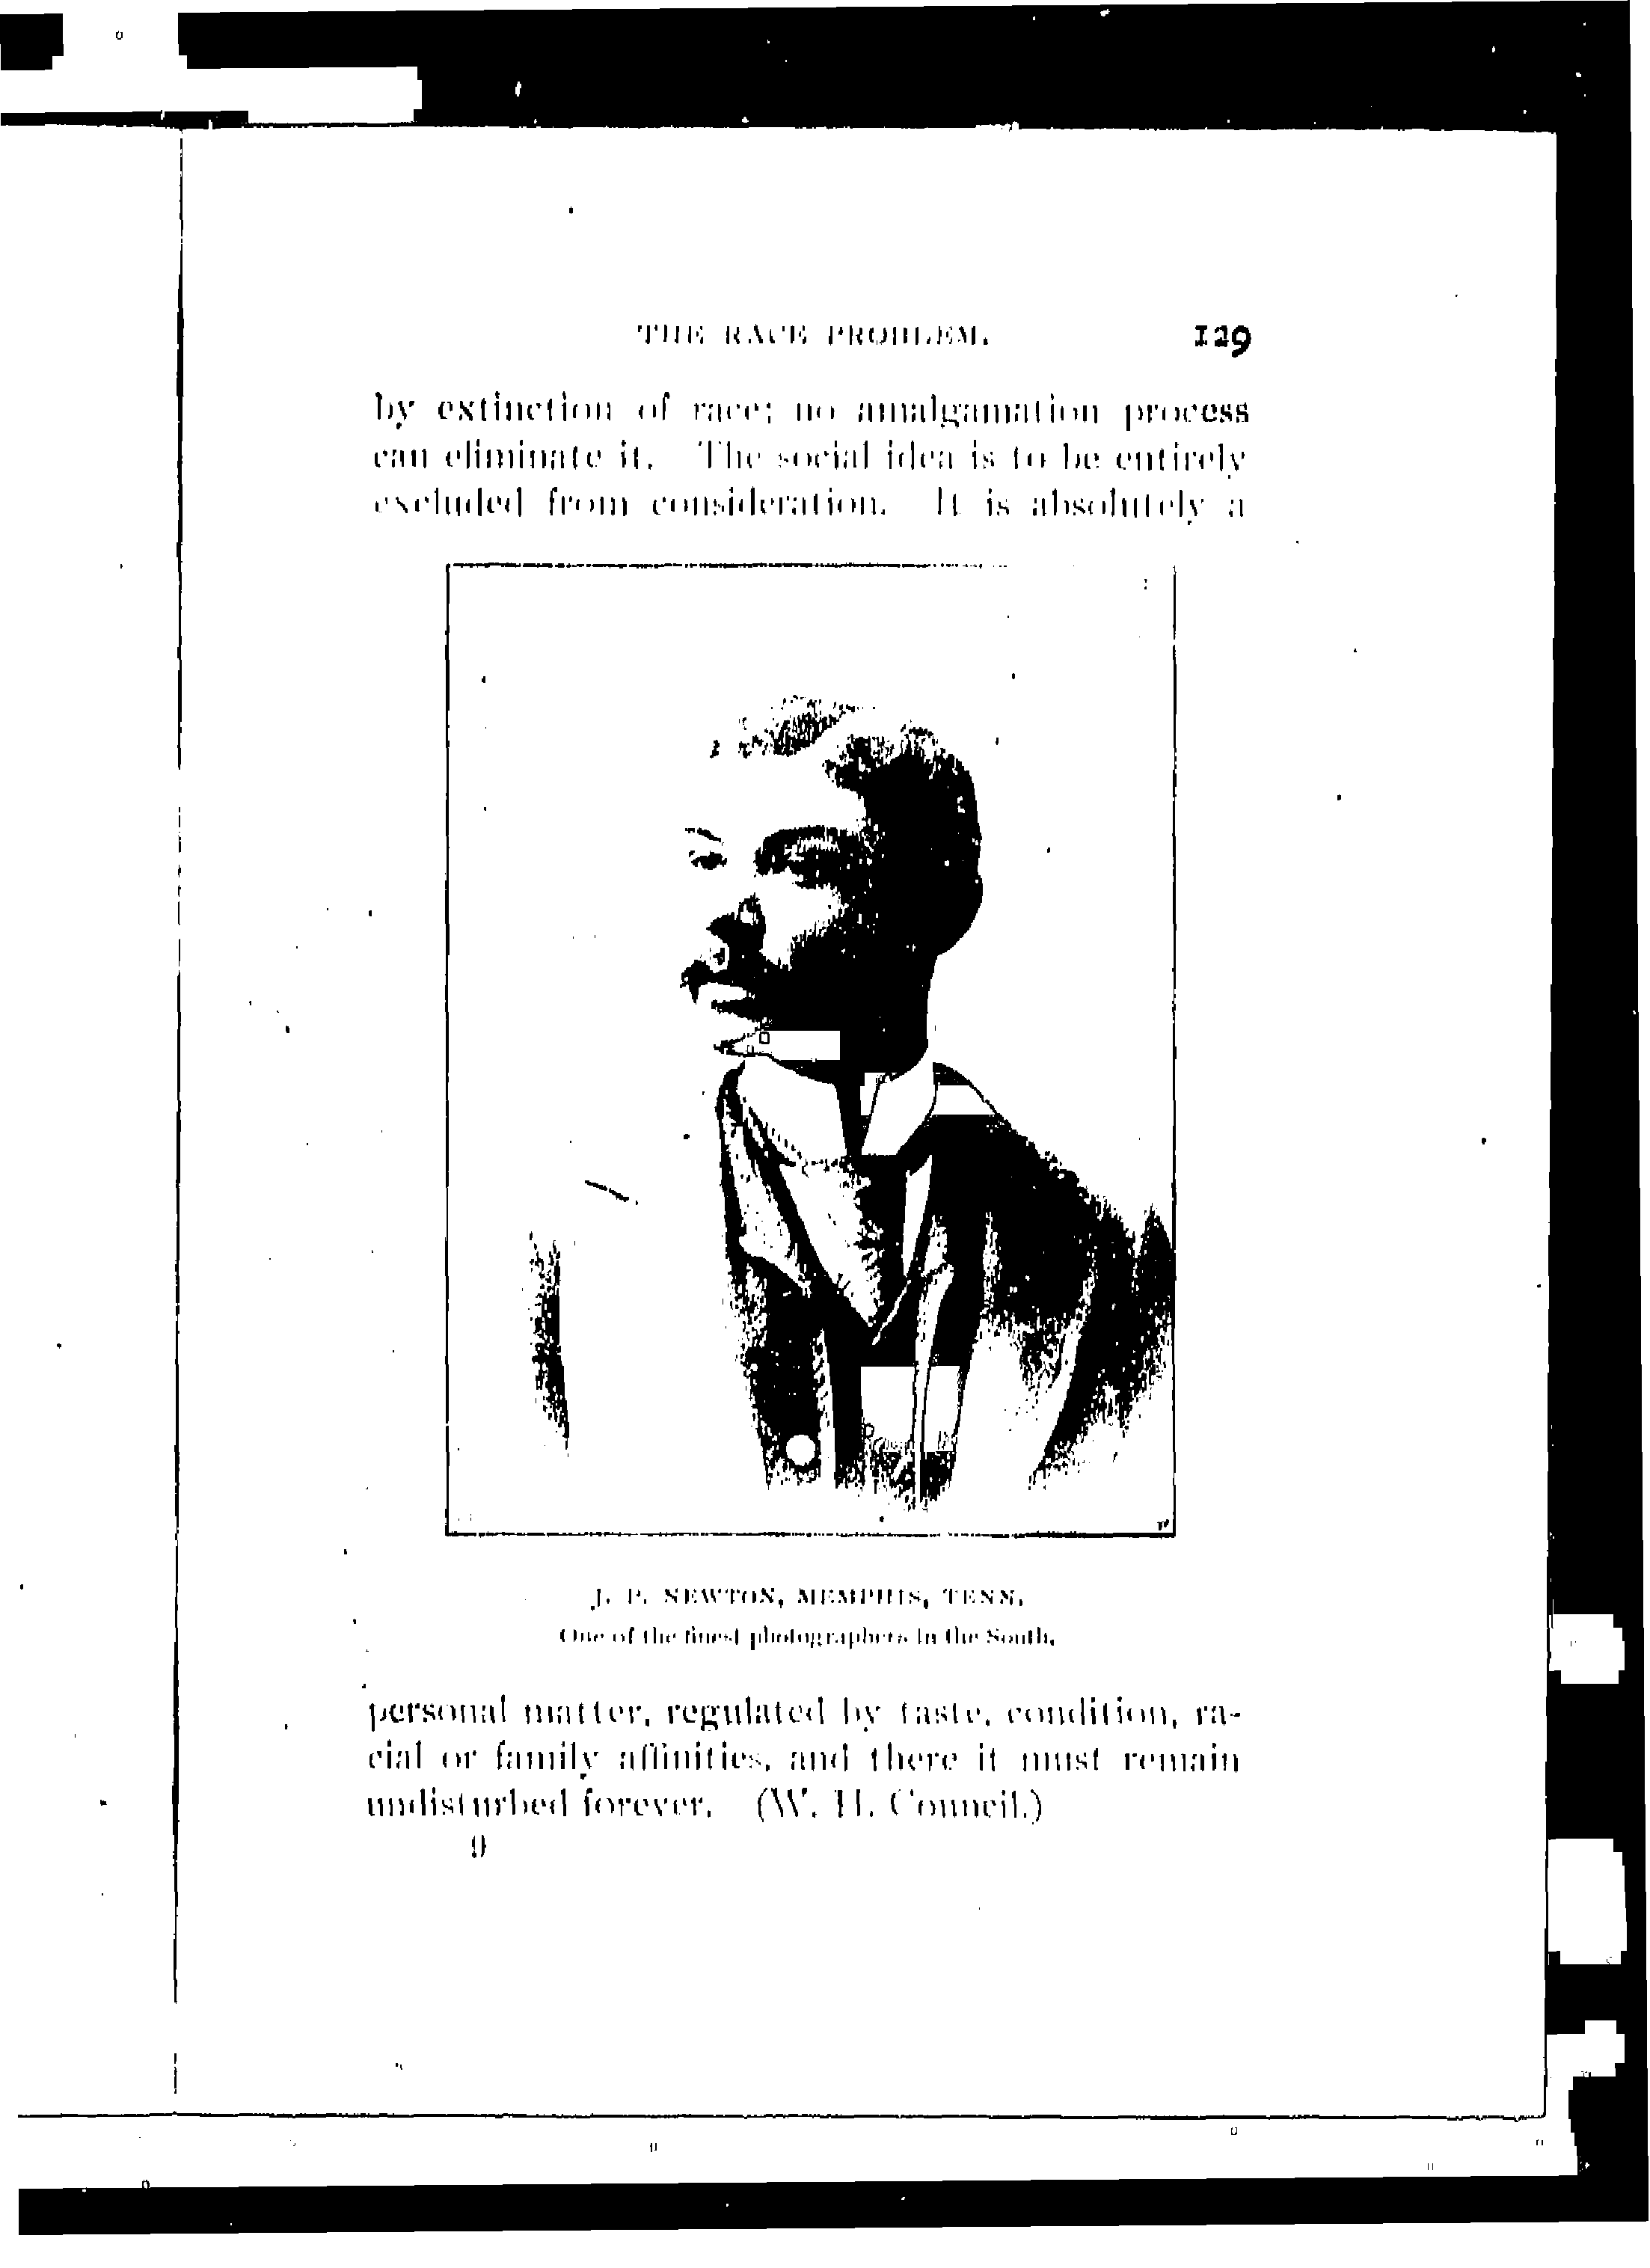 THE RACE PROBLEM. 129
by extinction of race; no amalgamation process
can eliminate it. The social idea is to be entirely
excluded from consideration. It is absolutely a
J. P. NEWTON, MEMPHIS, TENN.
One of the finest photographers in the South.
personal matter, regulated by taste, condition, ra-
cial or family affinities, and there it must remain
undisturbed forever. (W. H. Council.)
9